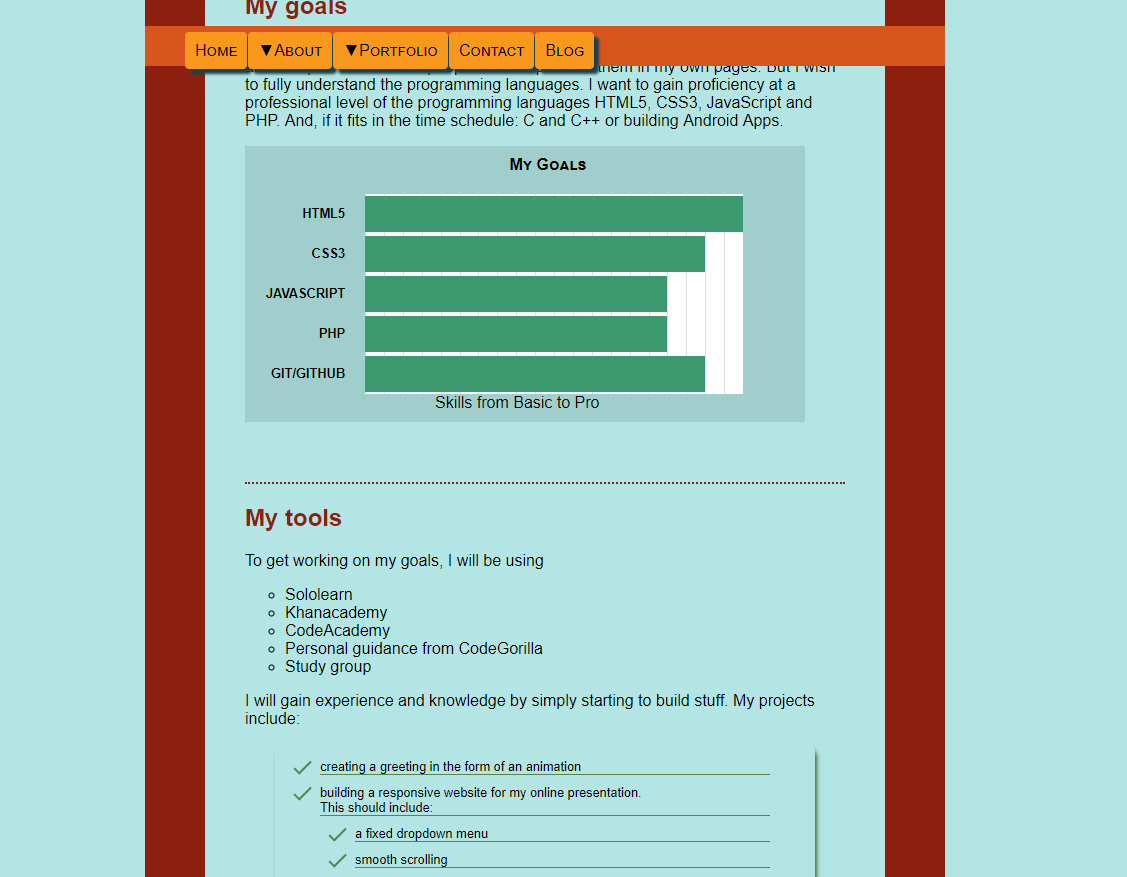 My goals
Home ▼About ▼Portfolio Contact Blog
them in my own pages. But I wish
to fully understand the programming languages. I want to gain proficiency at a
professional level of the programming languages HTML5, CSS3, JavaScript and
PHP. And, if it fits in the time schedule: C and C++ or building Android Apps.
My Goals
HTML5
CSS3
JAVASCRIPT
PHP
GIT/GITHUB
Skills from Basic to Pro
My tools
To get working on my goals, I will be using
Sololearn
Khanacademy
CodeAcademy
Personal guidance from CodeGorilla
Study group
I will gain experience and knowledge by simply starting to build stuff. My projects
include:
creating a greeting in the form of an animation
building a responsive website for my online presentation.
This should include:
a fixed dropdown menu
smooth scrolling